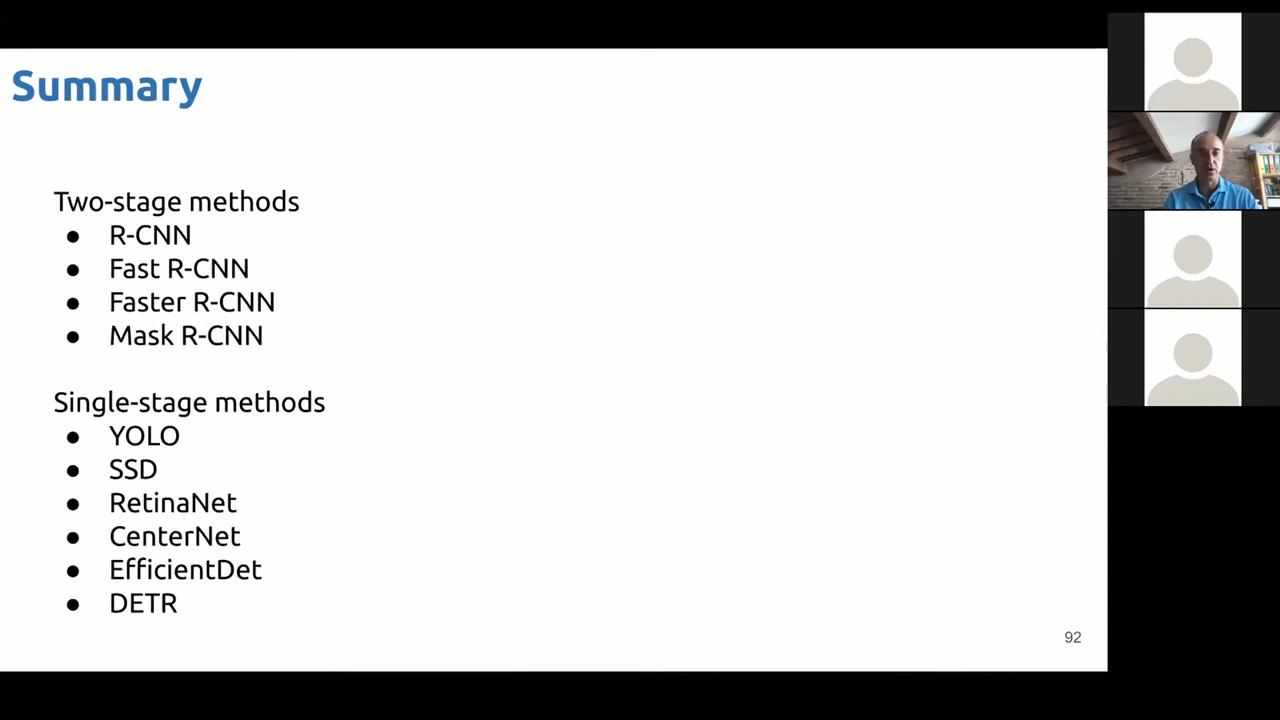 Summary
Two-stage methods
● R-CNN
● Fast R-CNN
● Faster R-CNN
● Mask R-CNN
Single-stage methods
● YOLO
● SSD
● RetinaNet
● CenterNet
● EfficientDet
● DETR
92